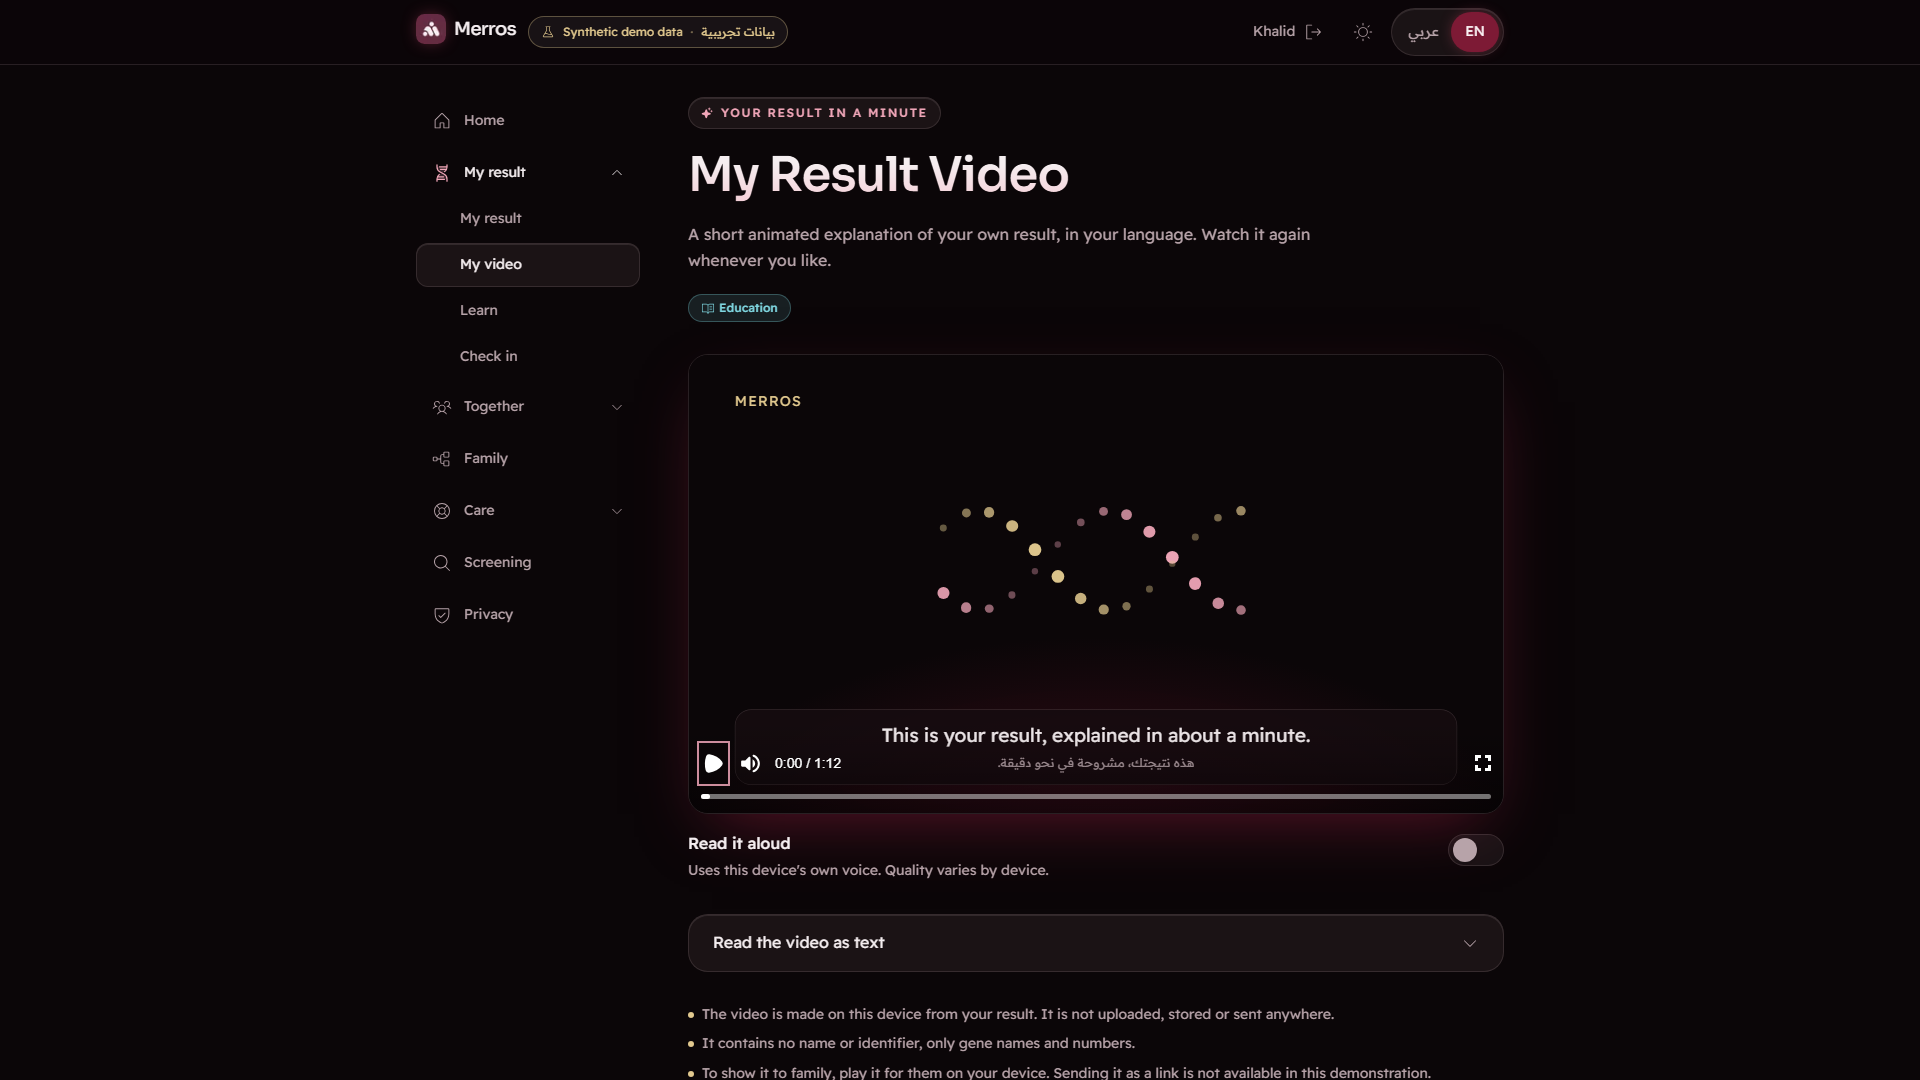 Merros
Synthetic demo data · بيانات تجريبية
Khalid
عربي
EN
Home
My result
My result
My video
Learn
Check in
Together
Family
Care
Screening
Privacy
YOUR RESULT IN A MINUTE
My Result Video
A short animated explanation of your own result, in your language. Watch it again
whenever you like.
Education
MERROS
This is your result, explained in about a minute.
هذه نتيجتك، مشروحة في نحو دقيقة.
0:00 / 1:12
Read it aloud
Uses this device's own voice. Quality varies by device.
Read the video as text
The video is made on this device from your result. It is not uploaded, stored or sent anywhere.
It contains no name or identifier, only gene names and numbers.
To show it to family, play it for them on your device. Sending it as a link is not available in this demonstration.